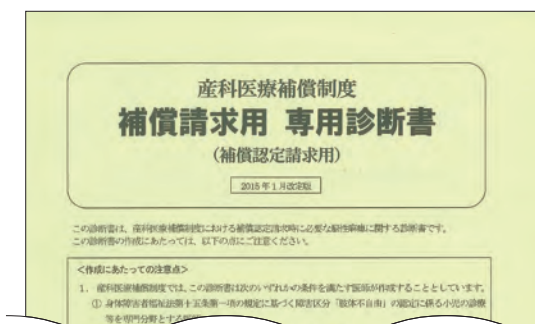 産科医療補償制度
補償請求用 専用診断書
(補償認定請求用)
2015年1月改定版
この診断書は、産科医療補償制度における補償認定請求時に必要な脳性麻痺に関する診断書です。
この診断書の作成にあたっては、以下の点にご注意ください。
<作成にあたっての注意点>
1. 産科医療補償制度では、この診断書は次のいずれかの条件を満たす医師が作成することとしています。
① 身体障害者福祉法第十五条第一項の規定に基づく障害区分「肢体不自由」の認定に係る小児の診療
等を専門分野とする